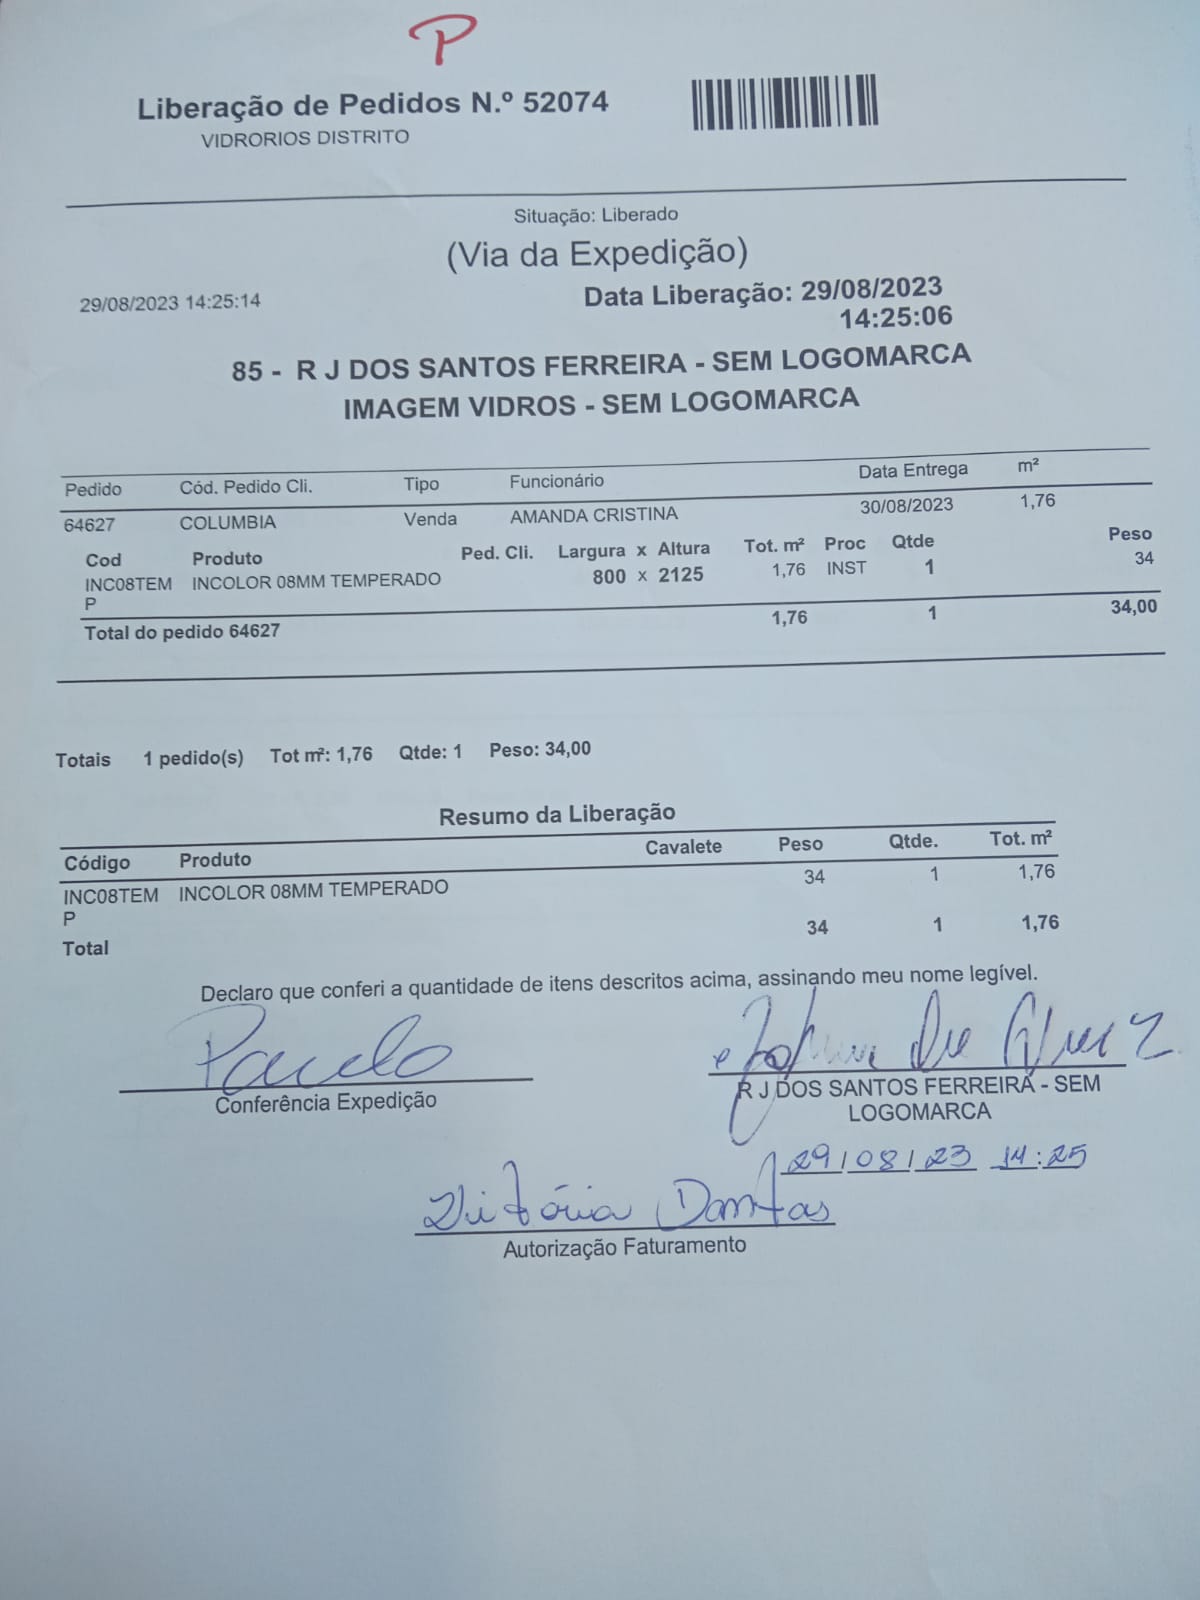 P
Liberação de Pedidos N.º 52074
VIDRORIOS DISTRITO
Situação: Liberado
(Via da Expedição)
29/08/2023 14:25:14
Data Liberação: 29/08/2023
14:25:06
85 - R J DOS SANTOS FERREIRA - SEM LOGOMARCA
IMAGEM VIDROS - SEM LOGOMARCA
Pedido Cód. Pedido Cli. Tipo Funcionário Data Entrega m²
64627 COLUMBIA Venda AMANDA CRISTINA 30/08/2023 1,76
Cod Produto Ped. Cli. Largura x Altura Tot. m² Proc Qtde Peso
INC08TEM INCOLOR 08MM TEMPERADO 800 x 2125 1,76 INST 1 34
P
Total do pedido 64627 1,76 1 34,00
Totais 1 pedido(s) Tot m²: 1,76 Qtde: 1 Peso: 34,00
Resumo da Liberação
Código Produto Cavalete Peso Qtde. Tot. m²
INC08TEM INCOLOR 08MM TEMPERADO 34 1 1,76
P
Total 34 1 1,76
Declaro que conferi a quantidade de itens descritos acima, assinando meu nome legível.
Paulo
Conferência Expedição
R J DOS SANTOS FERREIRA - SEM
LOGOMARCA
29/08/23 14:25
Vitória Dantas
Autorização Faturamento